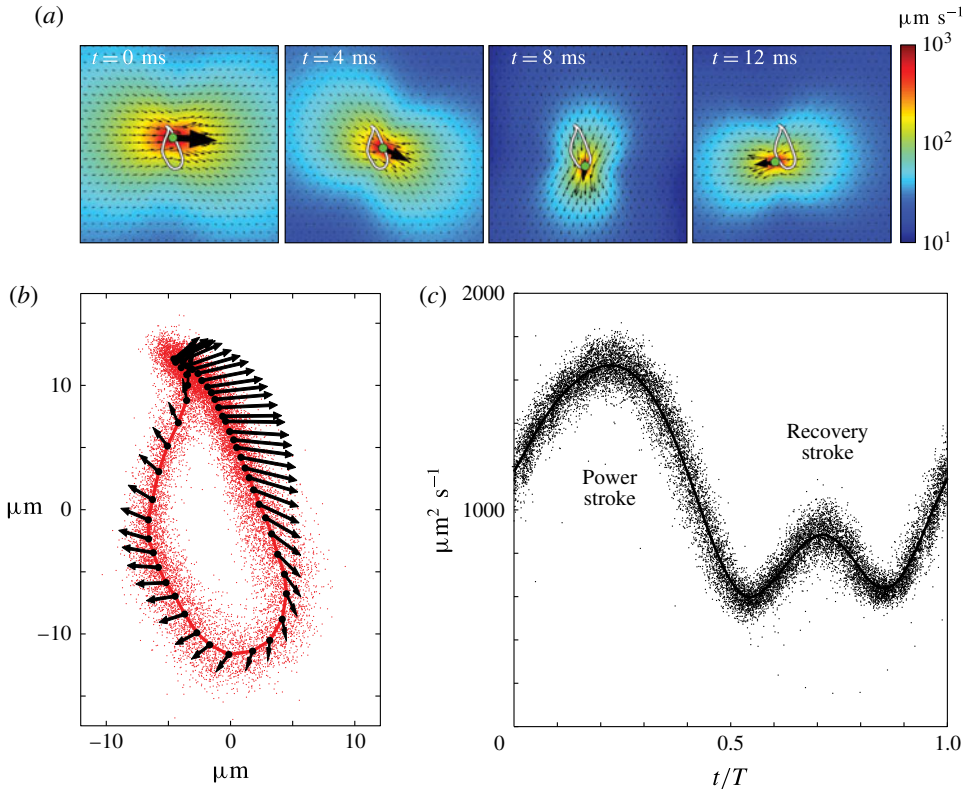 (a)
μm s⁻¹
t = 0 ms
t = 4 ms
t = 8 ms
t = 12 ms
10³
10²
10¹
(b)
10
μm 0
−10
−10 0 10
μm
(c)
2000
μm² s⁻¹
1000
0
Power
stroke
Recovery
stroke
0 0.5 1.0
t/T